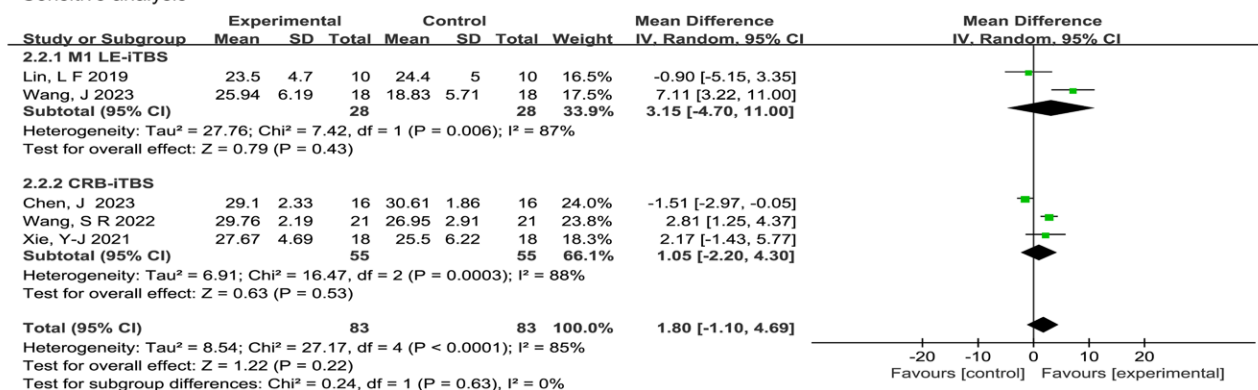 Experimental Control Mean Difference Mean Difference
Study or Subgroup Mean SD Total Mean SD Total Weight IV. Random. 95% CI IV. Random. 95% CI
2.2.1 M1 LE-iTBS
Lin, L F 2019 23.5 4.7 10 24.4 5 10 16.5% -0.90 [-5.15, 3.35]
Wang, J 2023 25.94 6.19 18 18.83 5.71 18 17.5% 7.11 [3.22, 11.00]
Subtotal (95% CI) 28 28 33.9% 3.15 [-4.70, 11.00]
Heterogeneity: Tau² = 27.76; Chi² = 7.42, df = 1 (P = 0.006); I² = 87%
Test for overall effect: Z = 0.79 (P = 0.43)
2.2.2 CRB-iTBS
Chen, J 2023 29.1 2.33 16 30.61 1.86 16 24.0% -1.51 [-2.97, -0.05]
Wang, S R 2022 29.76 2.19 21 26.95 2.91 21 23.8% 2.81 [1.25, 4.37]
Xie, Y-J 2021 27.67 4.69 18 25.5 6.22 18 18.3% 2.17 [-1.43, 5.77]
Subtotal (95% CI) 55 55 66.1% 1.05 [-2.20, 4.30]
Heterogeneity: Tau² = 6.91; Chi² = 16.47, df = 2 (P = 0.0003); I² = 88%
Test for overall effect: Z = 0.63 (P = 0.53)
Total (95% CI) 83 83 100.0% 1.80 [-1.10, 4.69]
Heterogeneity: Tau² = 8.54; Chi² = 27.17, df = 4 (P < 0.0001); I² = 85%
Test for overall effect: Z = 1.22 (P = 0.22)
Test for subgroup differences: Chi² = 0.24, df = 1 (P = 0.63), I² = 0%
-20 -10 0 10 20
Favours [control] Favours [experimental]